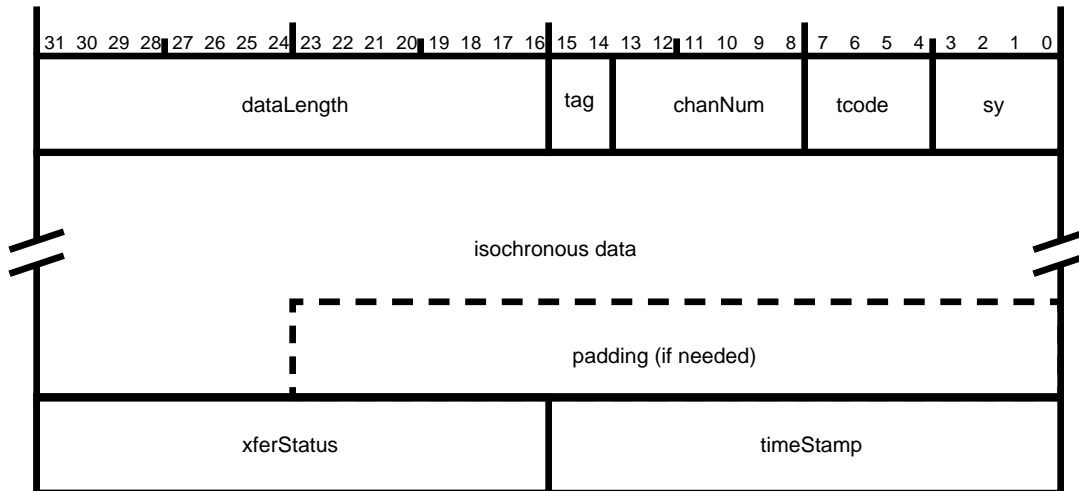 31 30 29 28 27 26 25 24 23 22 21 20 19 18 17 16 15 14 13 12 11 10 9 8 7 6 5 4 3 2 1 0
dataLength tag chanNum tcode sy
isochronous data
padding (if needed)
xferStatus timeStamp